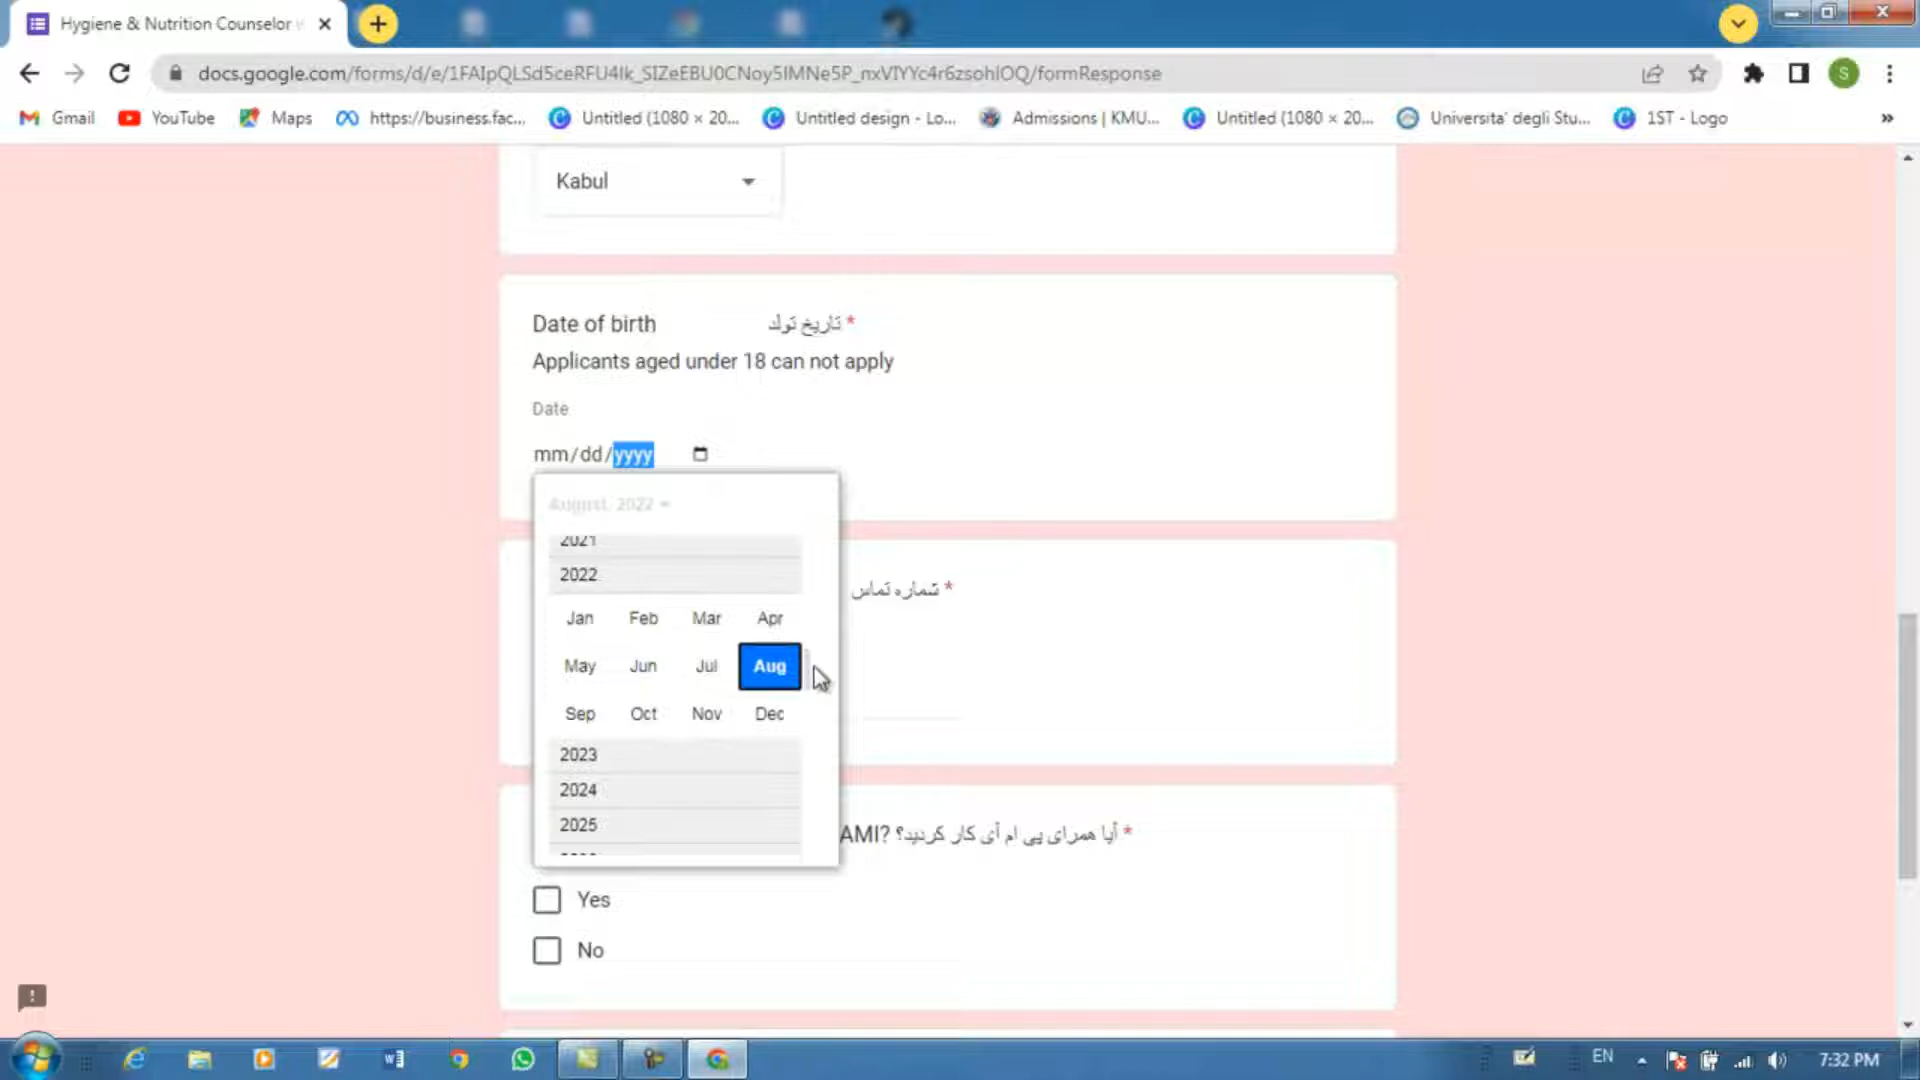 Hygiene & Nutrition Counselor
docs.google.com/forms/d/e/1FAIpQLSd5ceRFU4lk_SIZeEBU0CNoy5IMNe5P_nxVIYYc4r6zsohlOQ/formResponse
S
Gmail YouTube Maps https://business.fac... Untitled (1080 × 20... Untitled design - Lo... Admissions | KMU... Untitled (1080 × 20... Universita' degli Stu... 1ST - Logo »
Kabul
Date of birth تاریخ تولد *
Applicants aged under 18 can not apply
Date
mm/dd/yyyy
August, 2022
2021
2022
Jan Feb Mar Apr
May Jun Jul Aug
Sep Oct Nov Dec
2023
2024
2025
شماره تماس *
AMI? آیا همرای پی ام آی کار کردید؟ *
Yes
No
EN 7:32 PM